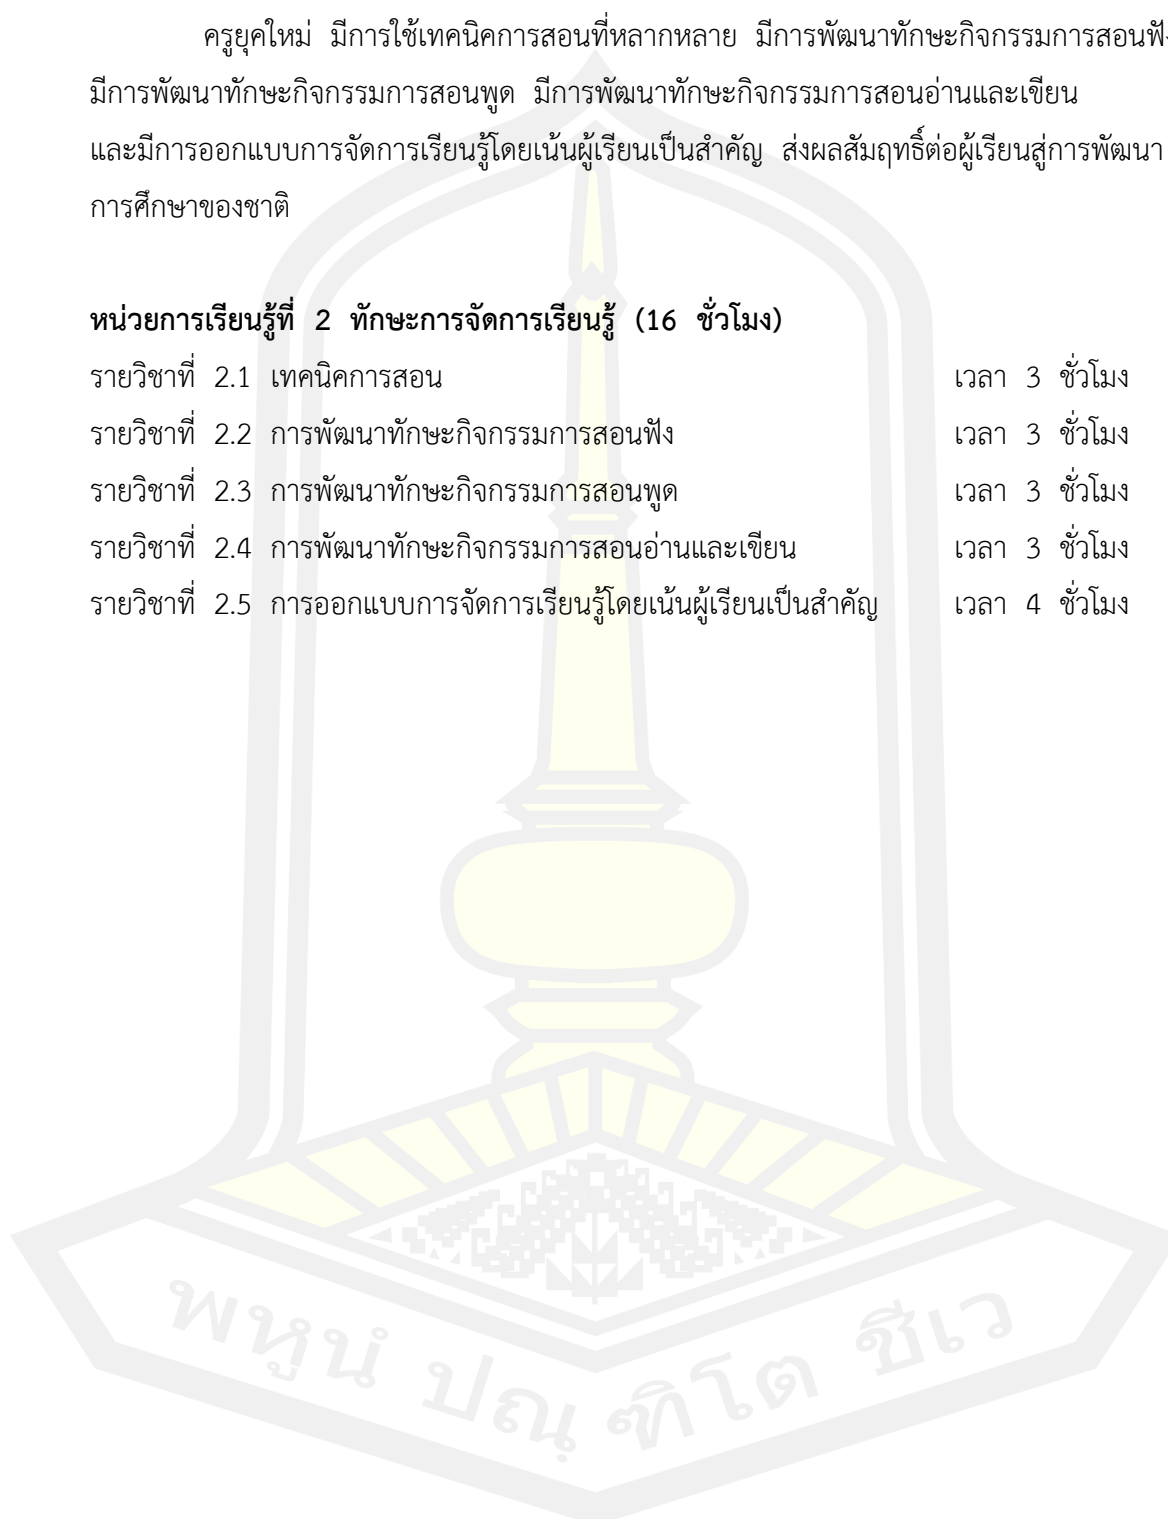 ครูยุคใหม่ มีการใช้เทคนิคการสอนที่หลากหลาย มีการพัฒนาทักษะกิจกรรมการสอนฟัง
มีการพัฒนาทักษะกิจกรรมการสอนพูด มีการพัฒนาทักษะกิจกรรมการสอนอ่านและเขียน
และมีการออกแบบการจัดการเรียนรู้โดยเน้นผู้เรียนเป็นสำคัญ ส่งผลสัมฤทธิ์ต่อผู้เรียนสู่การพัฒนา
การศึกษาของชาติ
หน่วยการเรียนรู้ที่ 2 ทักษะการจัดการเรียนรู้ (16 ชั่วโมง)
รายวิชาที่ 2.1 เทคนิคการสอน เวลา 3 ชั่วโมง
รายวิชาที่ 2.2 การพัฒนาทักษะกิจกรรมการสอนฟัง เวลา 3 ชั่วโมง
รายวิชาที่ 2.3 การพัฒนาทักษะกิจกรรมการสอนพูด เวลา 3 ชั่วโมง
รายวิชาที่ 2.4 การพัฒนาทักษะกิจกรรมการสอนอ่านและเขียน เวลา 3 ชั่วโมง
รายวิชาที่ 2.5 การออกแบบการจัดการเรียนรู้โดยเน้นผู้เรียนเป็นสำคัญ เวลา 4 ชั่วโมง
พหูนํ ปณฺฑิโต ชีเว